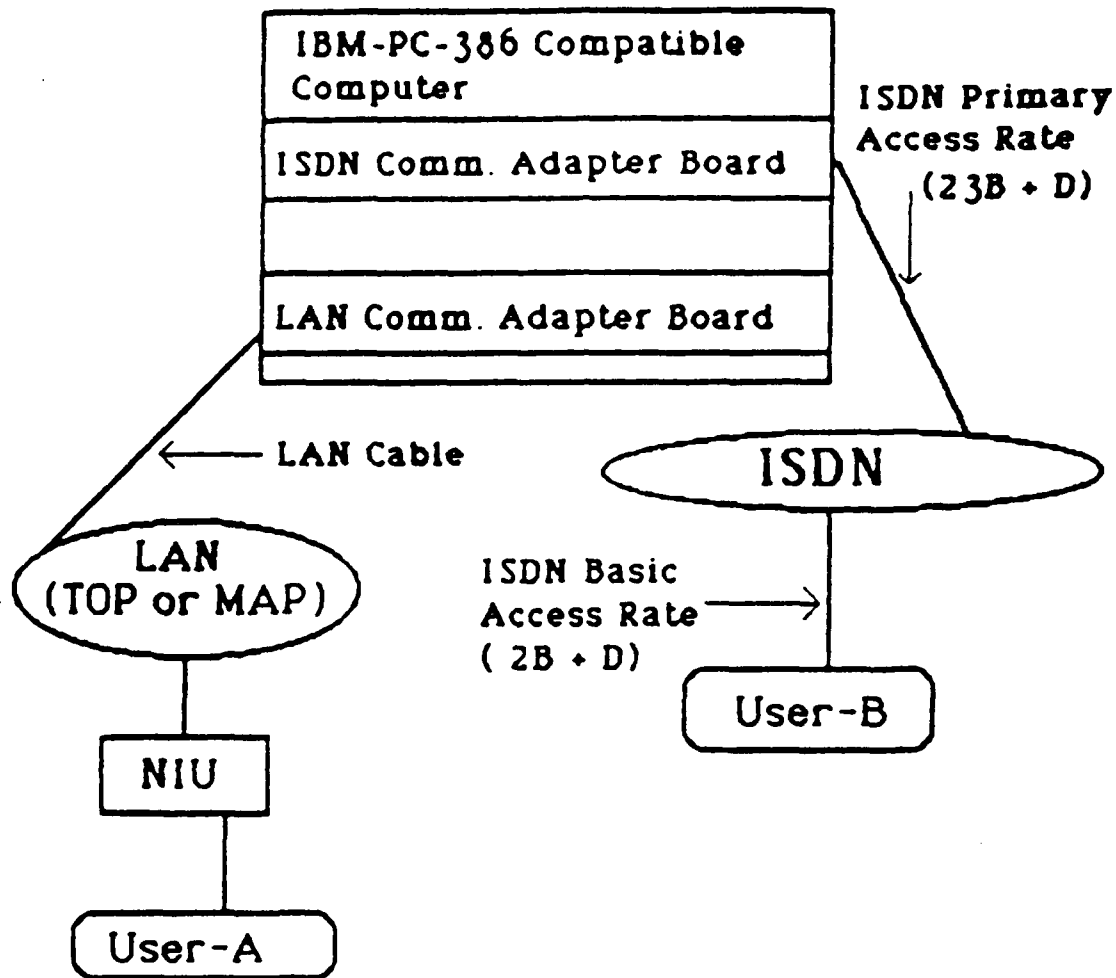 IBM-PC-386 Compatible
Computer
ISDN Comm. Adapter Board
LAN Comm. Adapter Board
ISDN Primary
Access Rate
(23B + D)
LAN Cable
ISDN
LAN
(TOP or MAP)
ISDN Basic
Access Rate
( 2B + D)
User-B
NIU
User-A